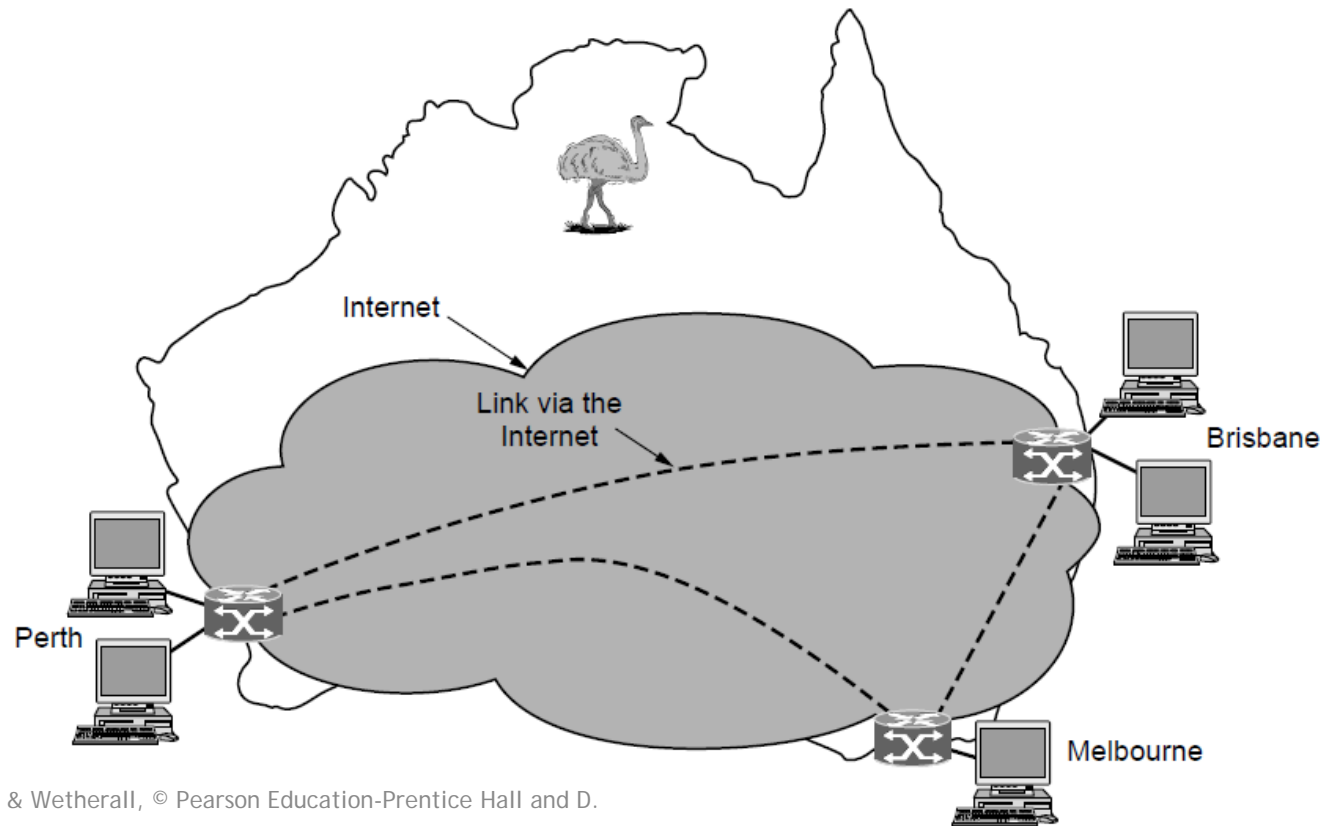 Internet
Link via the
Internet
Brisbane
Perth
Melbourne
& Wetherall, © Pearson Education-Prentice Hall and D.